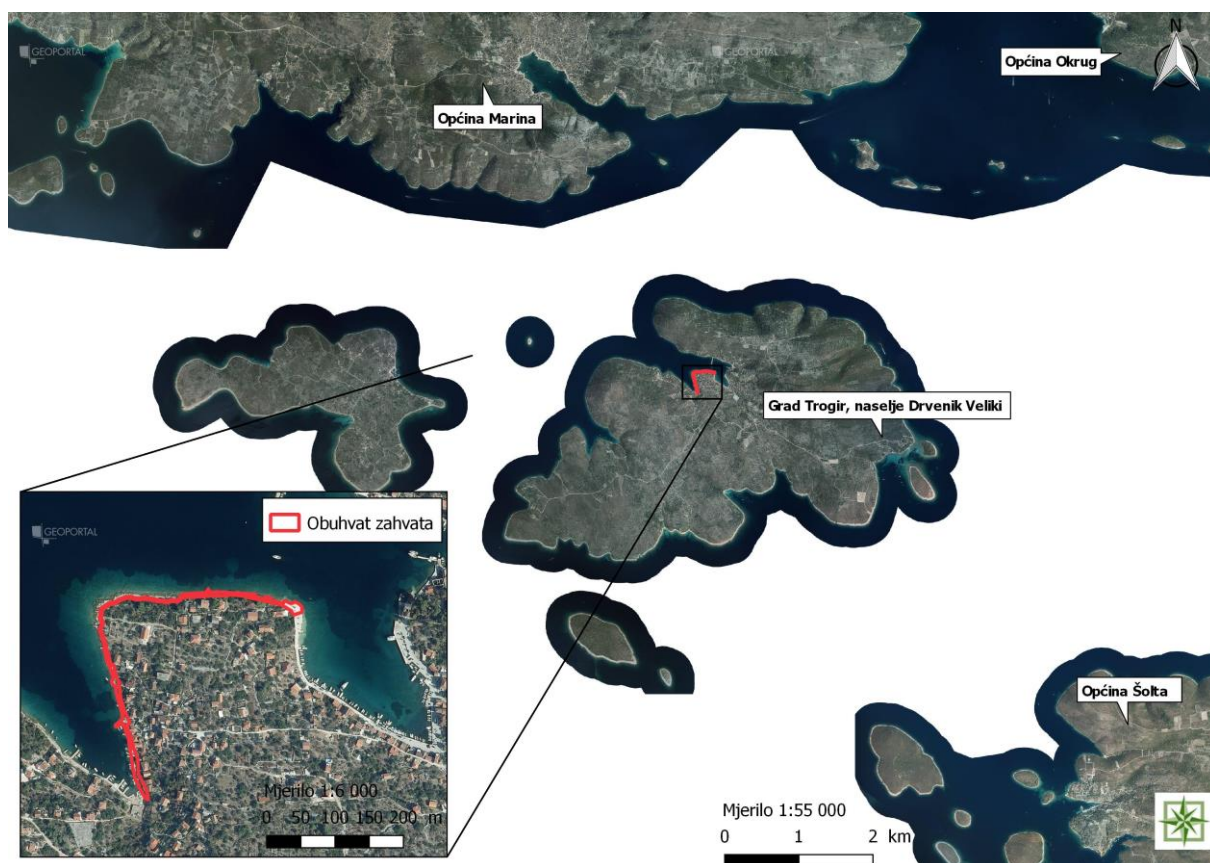 GEOPORTAL
GEOPORTAL
N
Općina Okrug
Općina Marina
Grad Trogir, naselje Drvenik Veliki
Obuhvat zahvata
GEOPORTAL
Mjerilo 1:6 000
0 50 100 150 200 m
Općina Šolta
Mjerilo 1:55 000
0 1 2 km